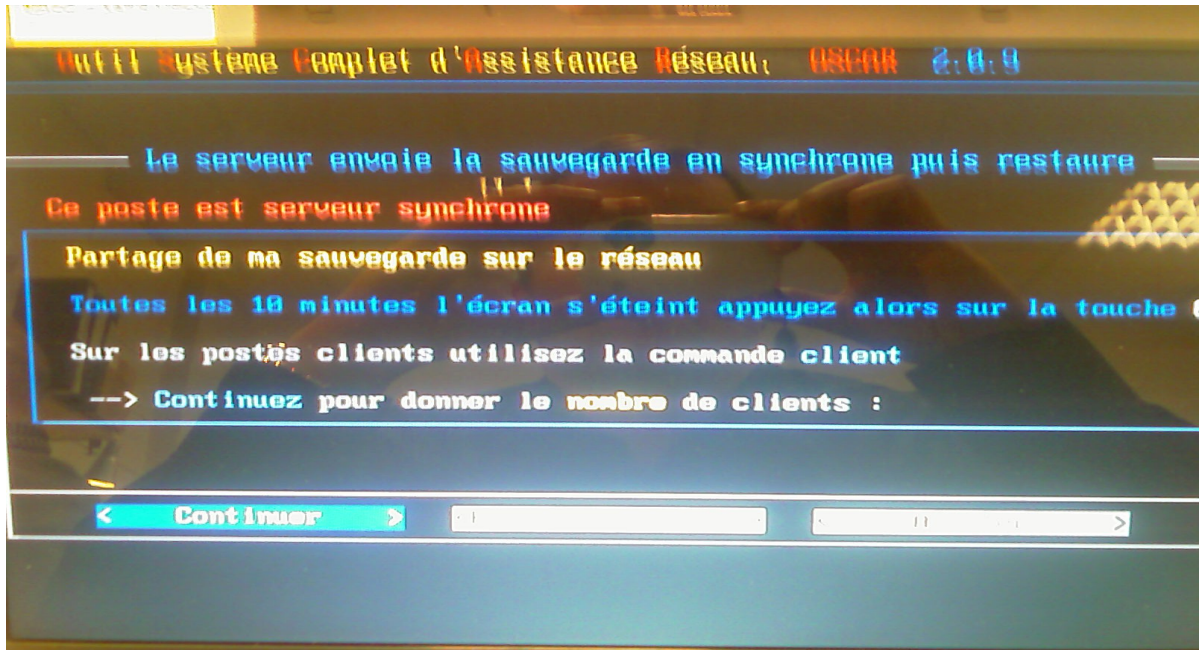 Outil Système Complet d'Assistance Réseau, OSCAR 2.0.9
Le serveur envoie la sauvegarde en synchrone puis restaure
Ce poste est serveur synchrone
Partage de ma sauvegarde sur le réseau
Toutes les 10 minutes l'écran s'éteint appuyez alors sur la touche
Sur les postes clients utilisez la commande client
--> Continuez pour donner le nombre de clients :
< Continuer >